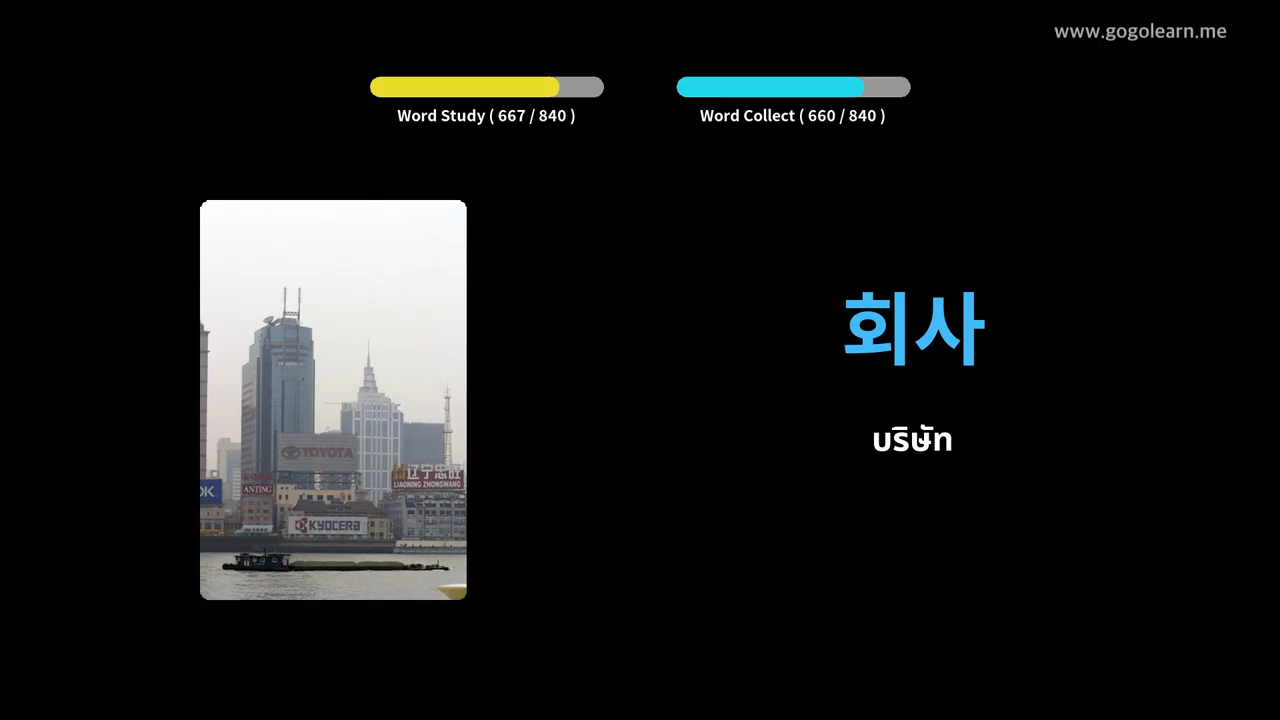 www.gogolearn.me
Word Study ( 667 / 840 )
Word Collect ( 660 / 840 )
회사
บริษัท
TOYOTA
辽宁忠旺
LIAONING ZHONGWANG
OK
ANTING
KYOCERA